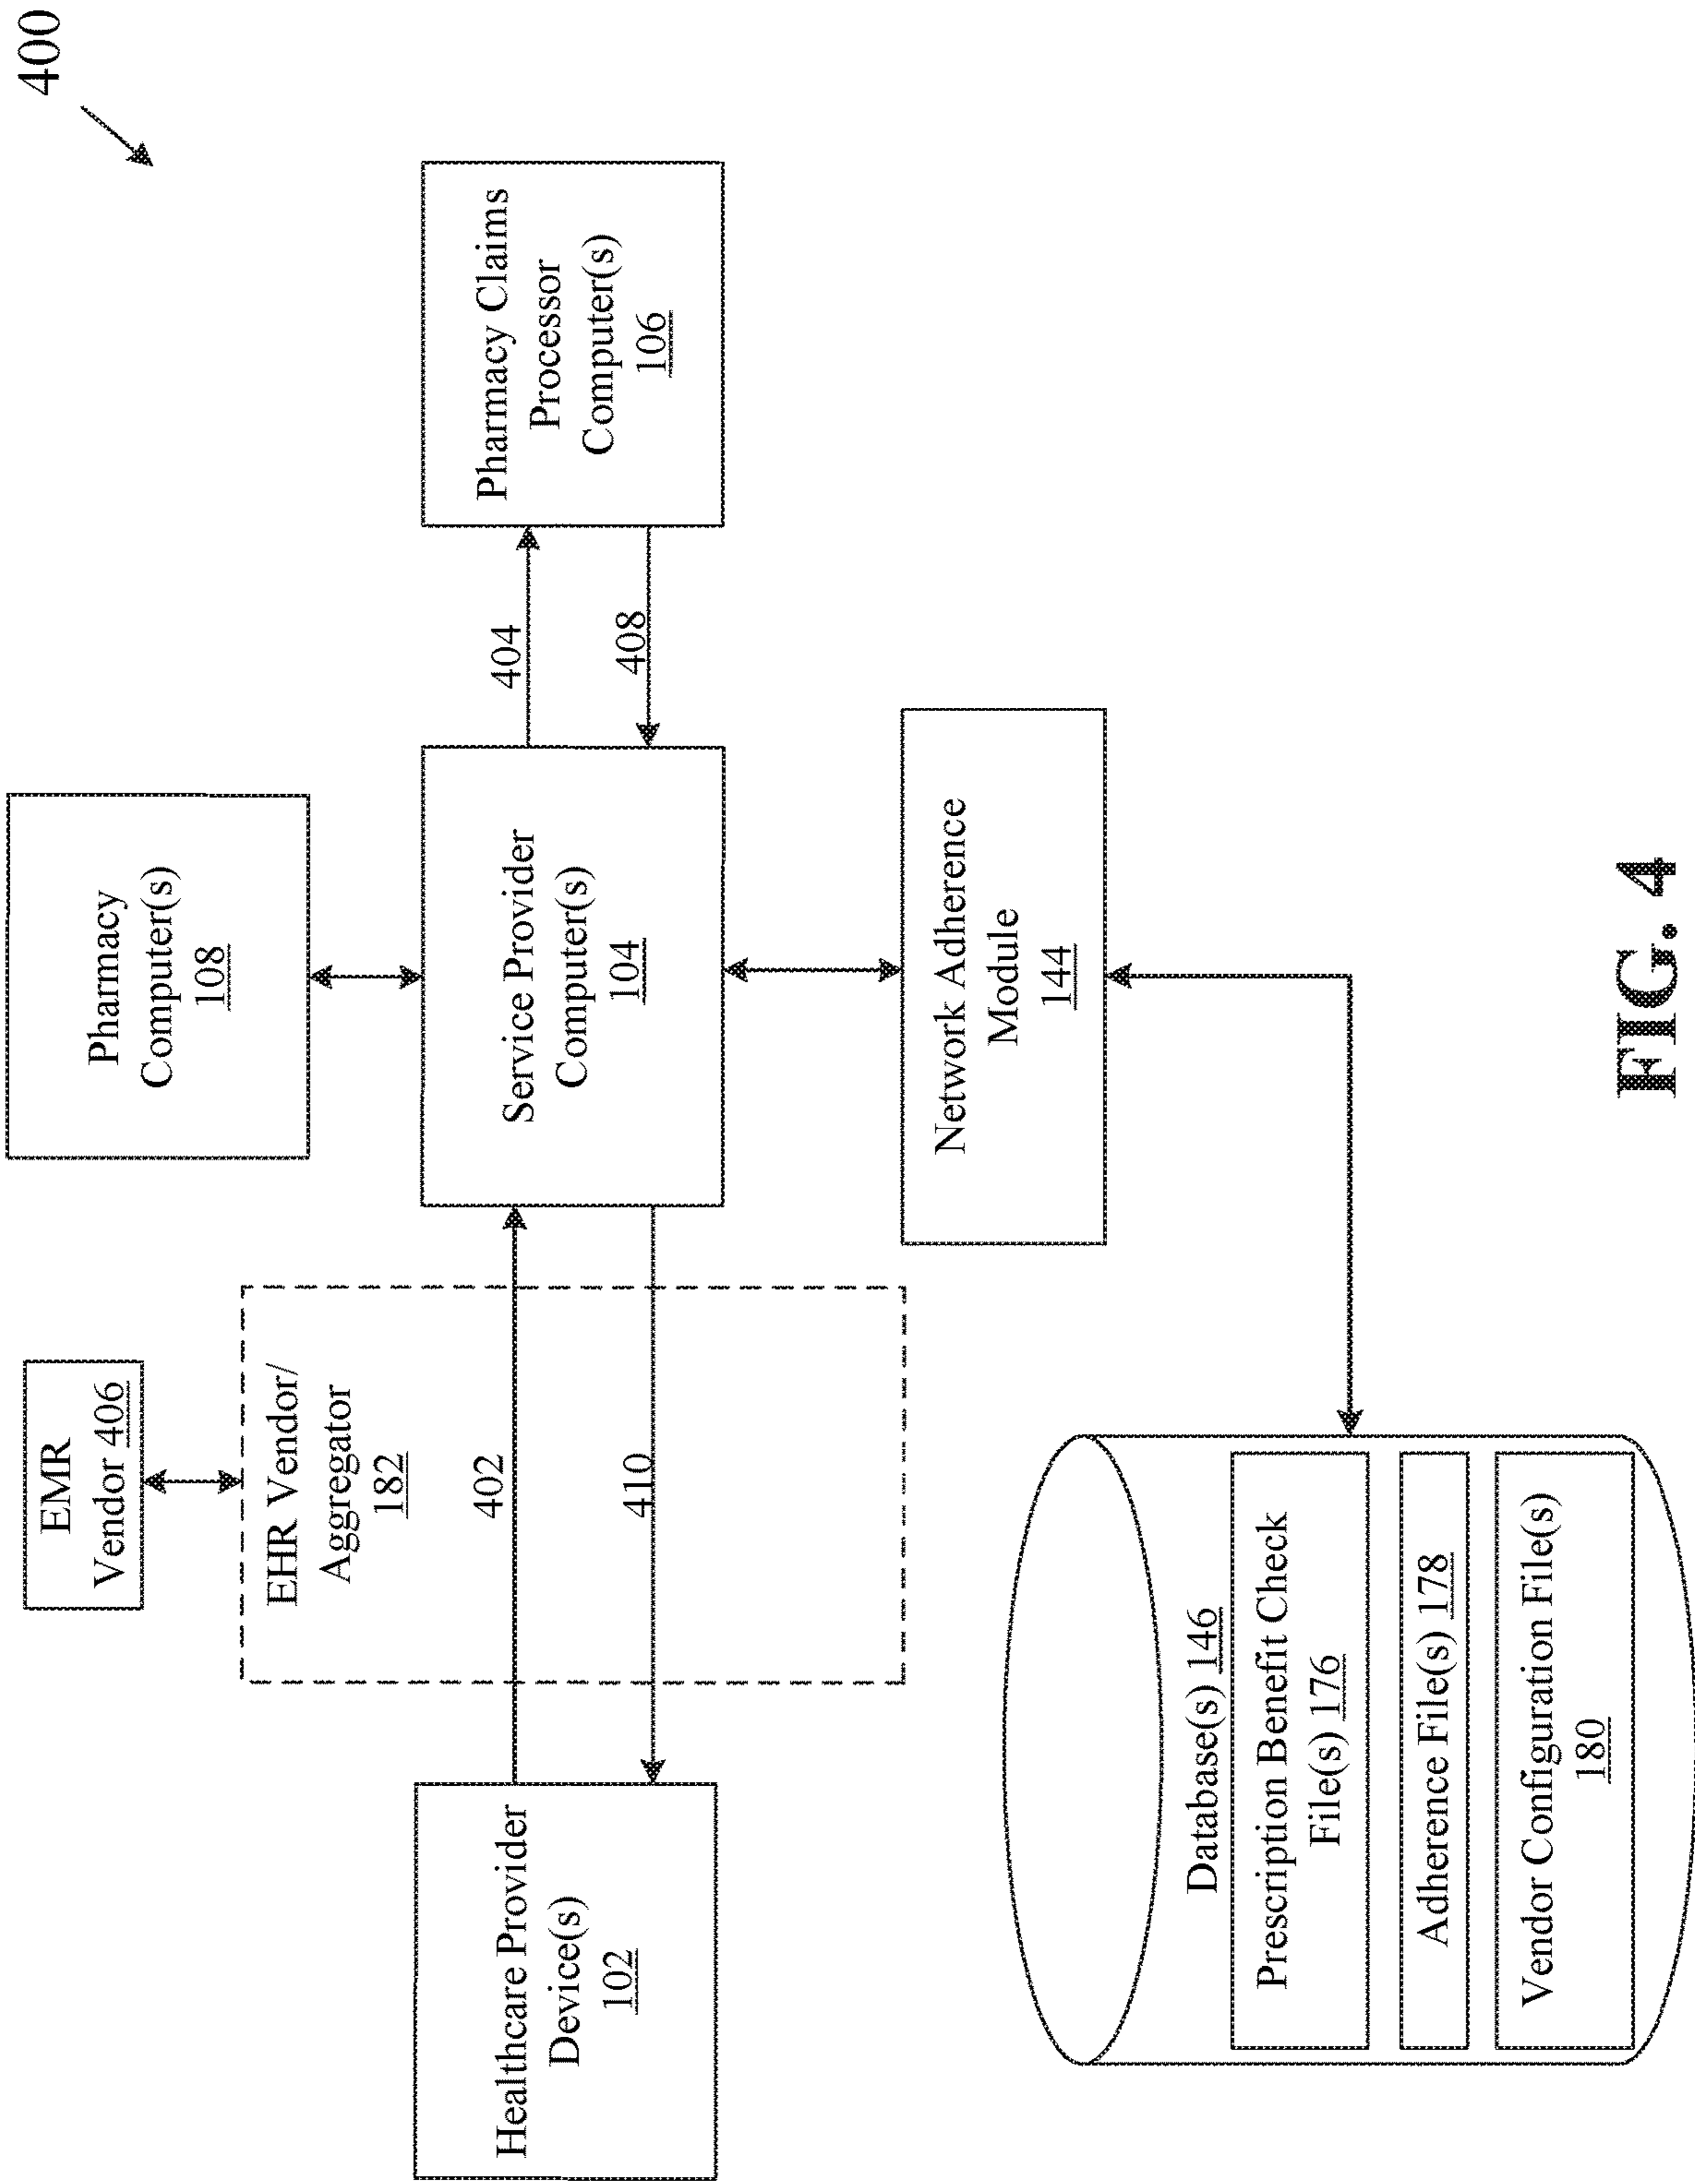 400
Pharmacy
Computer(s)
108
EMR
Vendor 406
EHR Vendor/
Aggregator
182
Healthcare Provider
Device(s)
102
402
410
Service Provider
Computer(s)
104
404
408
Pharmacy Claims
Processor
Computer(s)
106
Network Adherence
Module
144
Database(s) 146
Prescription Benefit Check
File(s) 176
Adherence File(s) 178
Vendor Configuration File(s)
180
FIG. 4